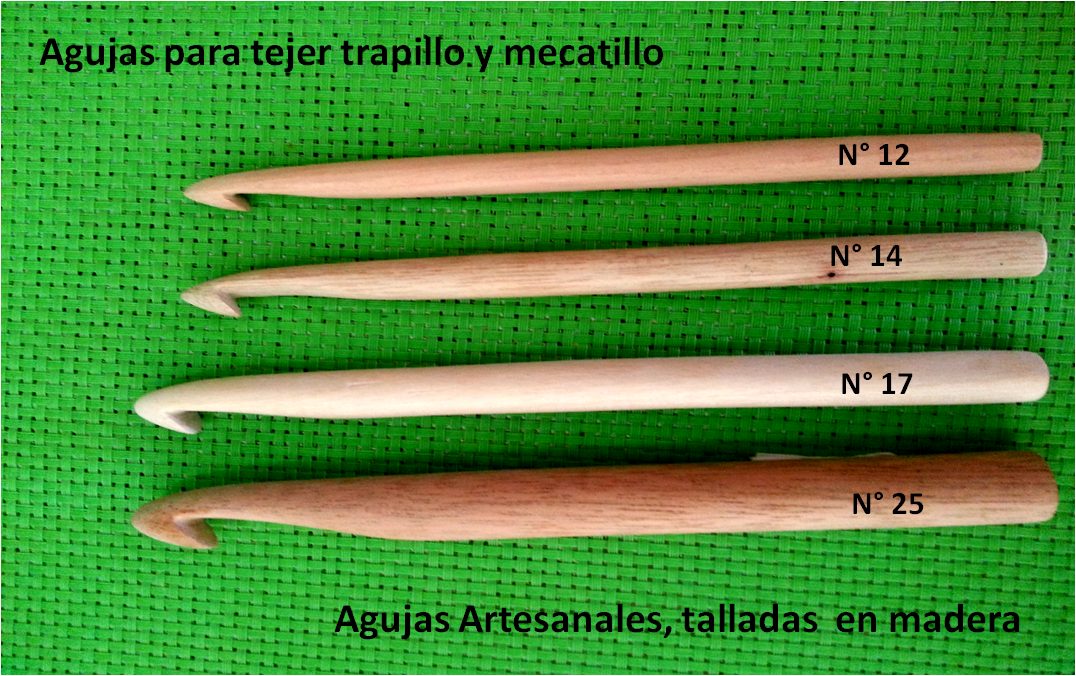 Agujas para tejer trapillo y mecatillo
N° 12
N° 14
N° 17
N° 25
Agujas Artesanales, talladas en madera